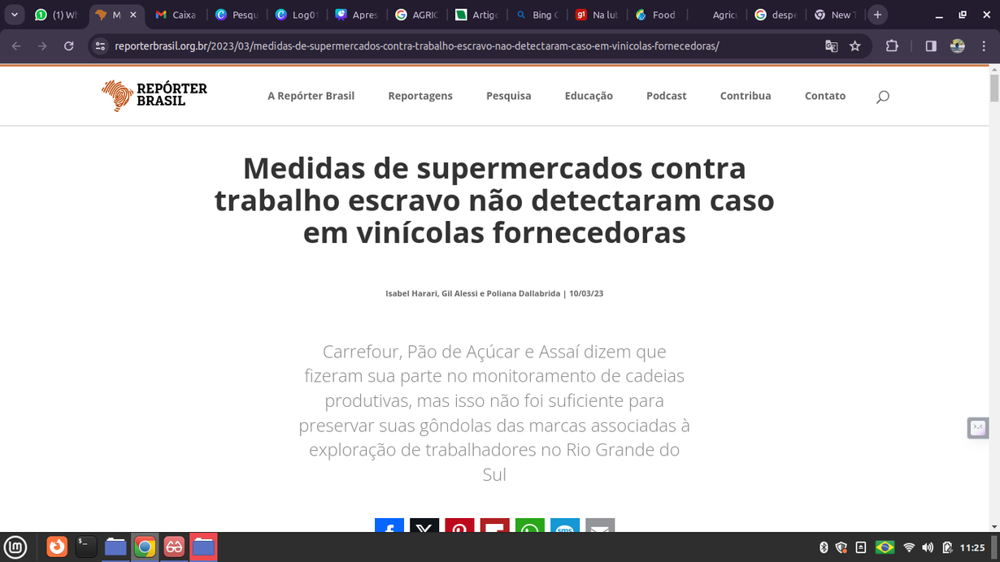 (1) Wh
M
Caixa
Pesqu
Log01
Apres
AGRIC
Artigo
Bing C
g1
Na lut
Food
Agricu
despe
New T
reporterbrasil.org.br/2023/03/medidas-de-supermercados-contra-trabalho-escravo-nao-detectaram-caso-em-vinicolas-fornecedoras/
REPÓRTER
BRASIL
A Repórter Brasil
Reportagens
Pesquisa
Educação
Podcast
Contribua
Contato
Medidas de supermercados contra
trabalho escravo não detectaram caso
em vinícolas fornecedoras
Isabel Harari, Gil Alessi e Poliana Dallabrida | 10/03/23
Carrefour, Pão de Açúcar e Assaí dizem que
fizeram sua parte no monitoramento de cadeias
produtivas, mas isso não foi suficiente para
preservar suas gôndolas das marcas associadas à
exploração de trabalhadores no Rio Grande do
Sul
sms
11:25